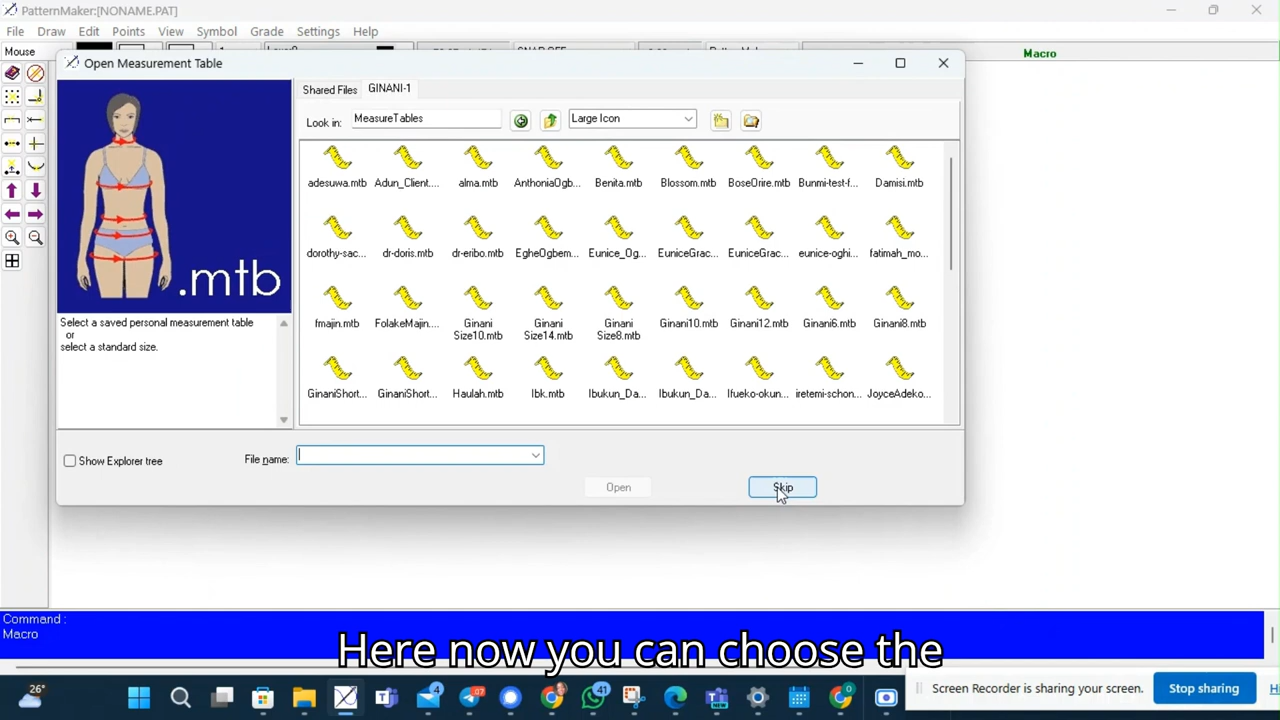 PatternMaker:[NONAME.PAT]
File Draw Edit Points View Symbol Grade Settings Help
Mouse
Macro
Open Measurement Table
Shared Files GINANI-1
Look in: MeasureTables Large Icon
adesuwa.mtb Adun_Client.... alma.mtb AnthoniaOgb... Benita.mtb Blossom.mtb BoseOrire.mtb Bunmi-test-f... Damisi.mtb
dorothy-sac... dr-doris.mtb dr-eribo.mtb EgheOgbem... Eunice_Og... EuniceGrac... EuniceGrac... eunice-oghi... fatimah_mo...
fmajin.mtb FolakeMajin.... Ginani Size10.mtb Ginani Size14.mtb Ginani Size8.mtb Ginani10.mtb Ginani12.mtb Ginani6.mtb Ginani8.mtb
GinaniShort... GinaniShort... Haulah.mtb Ibk.mtb Ibukun_Da... Ibukun_Da... Ifueko-okun... iretemi-schon... JoyceAdeko...
.mtb
Select a saved personal measurement table
or
select a standard size.
Show Explorer tree
File name:
Open Skip
Command :
Macro
Here now you can choose the
Screen Recorder is sharing your screen. Stop sharing
26°
4
07
41